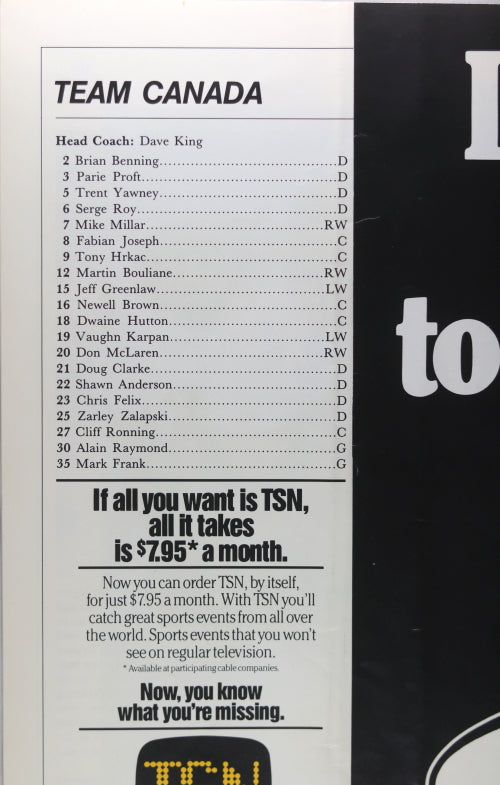 TEAM CANADA
Head Coach: Dave King
2 Brian Benning....................................D
3 Parie Proft....................................D
5 Trent Yawney....................................D
6 Serge Roy....................................D
7 Mike Millar....................................RW
8 Fabian Joseph....................................C
9 Tony Hrkac....................................C
12 Martin Bouliane....................................RW
15 Jeff Greenlaw....................................LW
16 Newell Brown....................................C
18 Dwaine Hutton....................................C
19 Vaughn Karpan....................................LW
20 Don McLaren....................................RW
21 Doug Clarke....................................D
22 Shawn Anderson....................................D
23 Chris Felix....................................D
25 Zarley Zalapski....................................D
27 Cliff Ronning....................................C
30 Alain Raymond....................................G
35 Mark Frank....................................G
If all you want is TSN,
all it takes
is $7.95* a month.
Now you can order TSN, by itself,
for just $7.95 a month. With TSN you'll
catch great sports events from all over
the world. Sports events that you won't
see on regular television.
* Available at participating cable companies.
Now, you know
what you're missing.
TSN
to